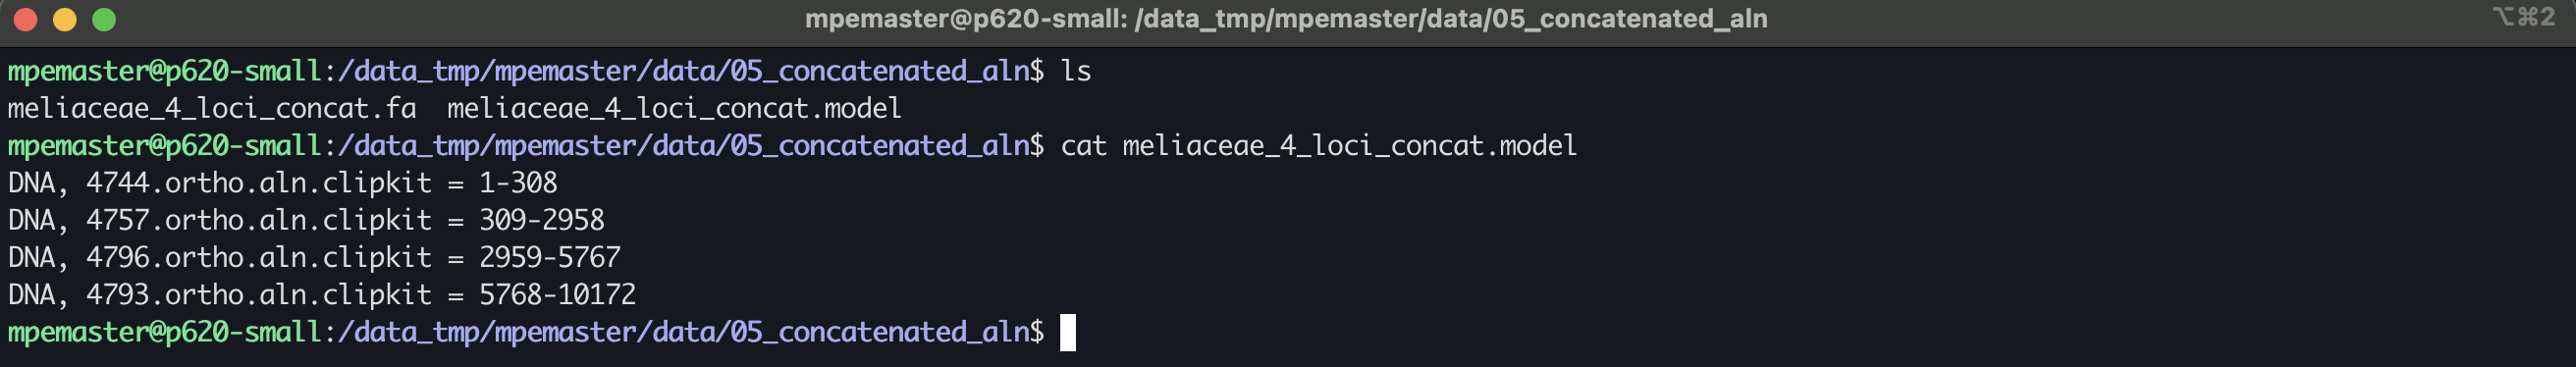 mpemaster@p620-small: /data_tmp/mpemaster/data/05_concatenated_aln
⌥⌘2
mpemaster@p620-small:/data_tmp/mpemaster/data/05_concatenated_aln$ ls
meliaceae_4_loci_concat.fa  meliaceae_4_loci_concat.model
mpemaster@p620-small:/data_tmp/mpemaster/data/05_concatenated_aln$ cat meliaceae_4_loci_concat.model
DNA, 4744.ortho.aln.clipkit = 1-308
DNA, 4757.ortho.aln.clipkit = 309-2958
DNA, 4796.ortho.aln.clipkit = 2959-5767
DNA, 4793.ortho.aln.clipkit = 5768-10172
mpemaster@p620-small:/data_tmp/mpemaster/data/05_concatenated_aln$